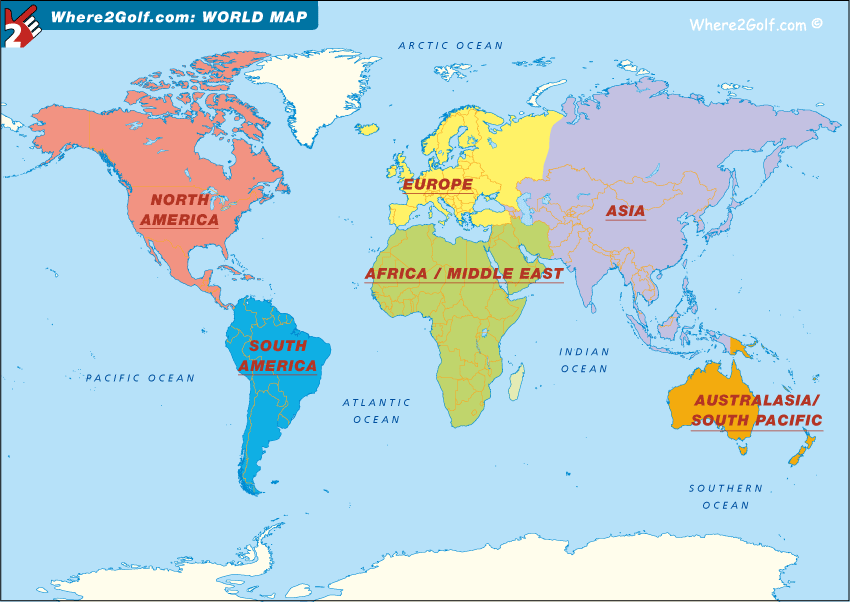 Where2Golf.com: WORLD MAP
2
Where2Golf.com ©
ARCTIC OCEAN
EUROPE
NORTH
AMERICA
ASIA
AFRICA / MIDDLE EAST
SOUTH
AMERICA
INDIAN
OCEAN
PACIFIC OCEAN
ATLANTIC
OCEAN
AUSTRALASIA/
SOUTH PACIFIC
SOUTHERN
OCEAN